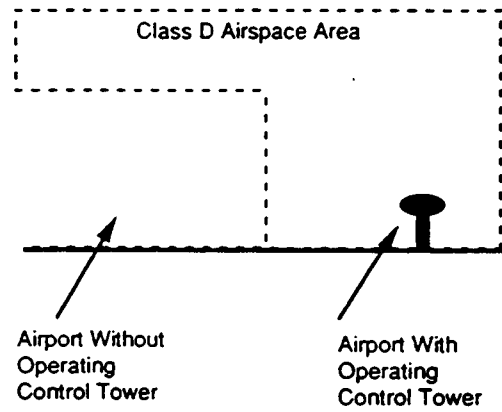 Class D Airspace Area
Airport Without
Operating
Control Tower
Airport With
Operating
Control Tower